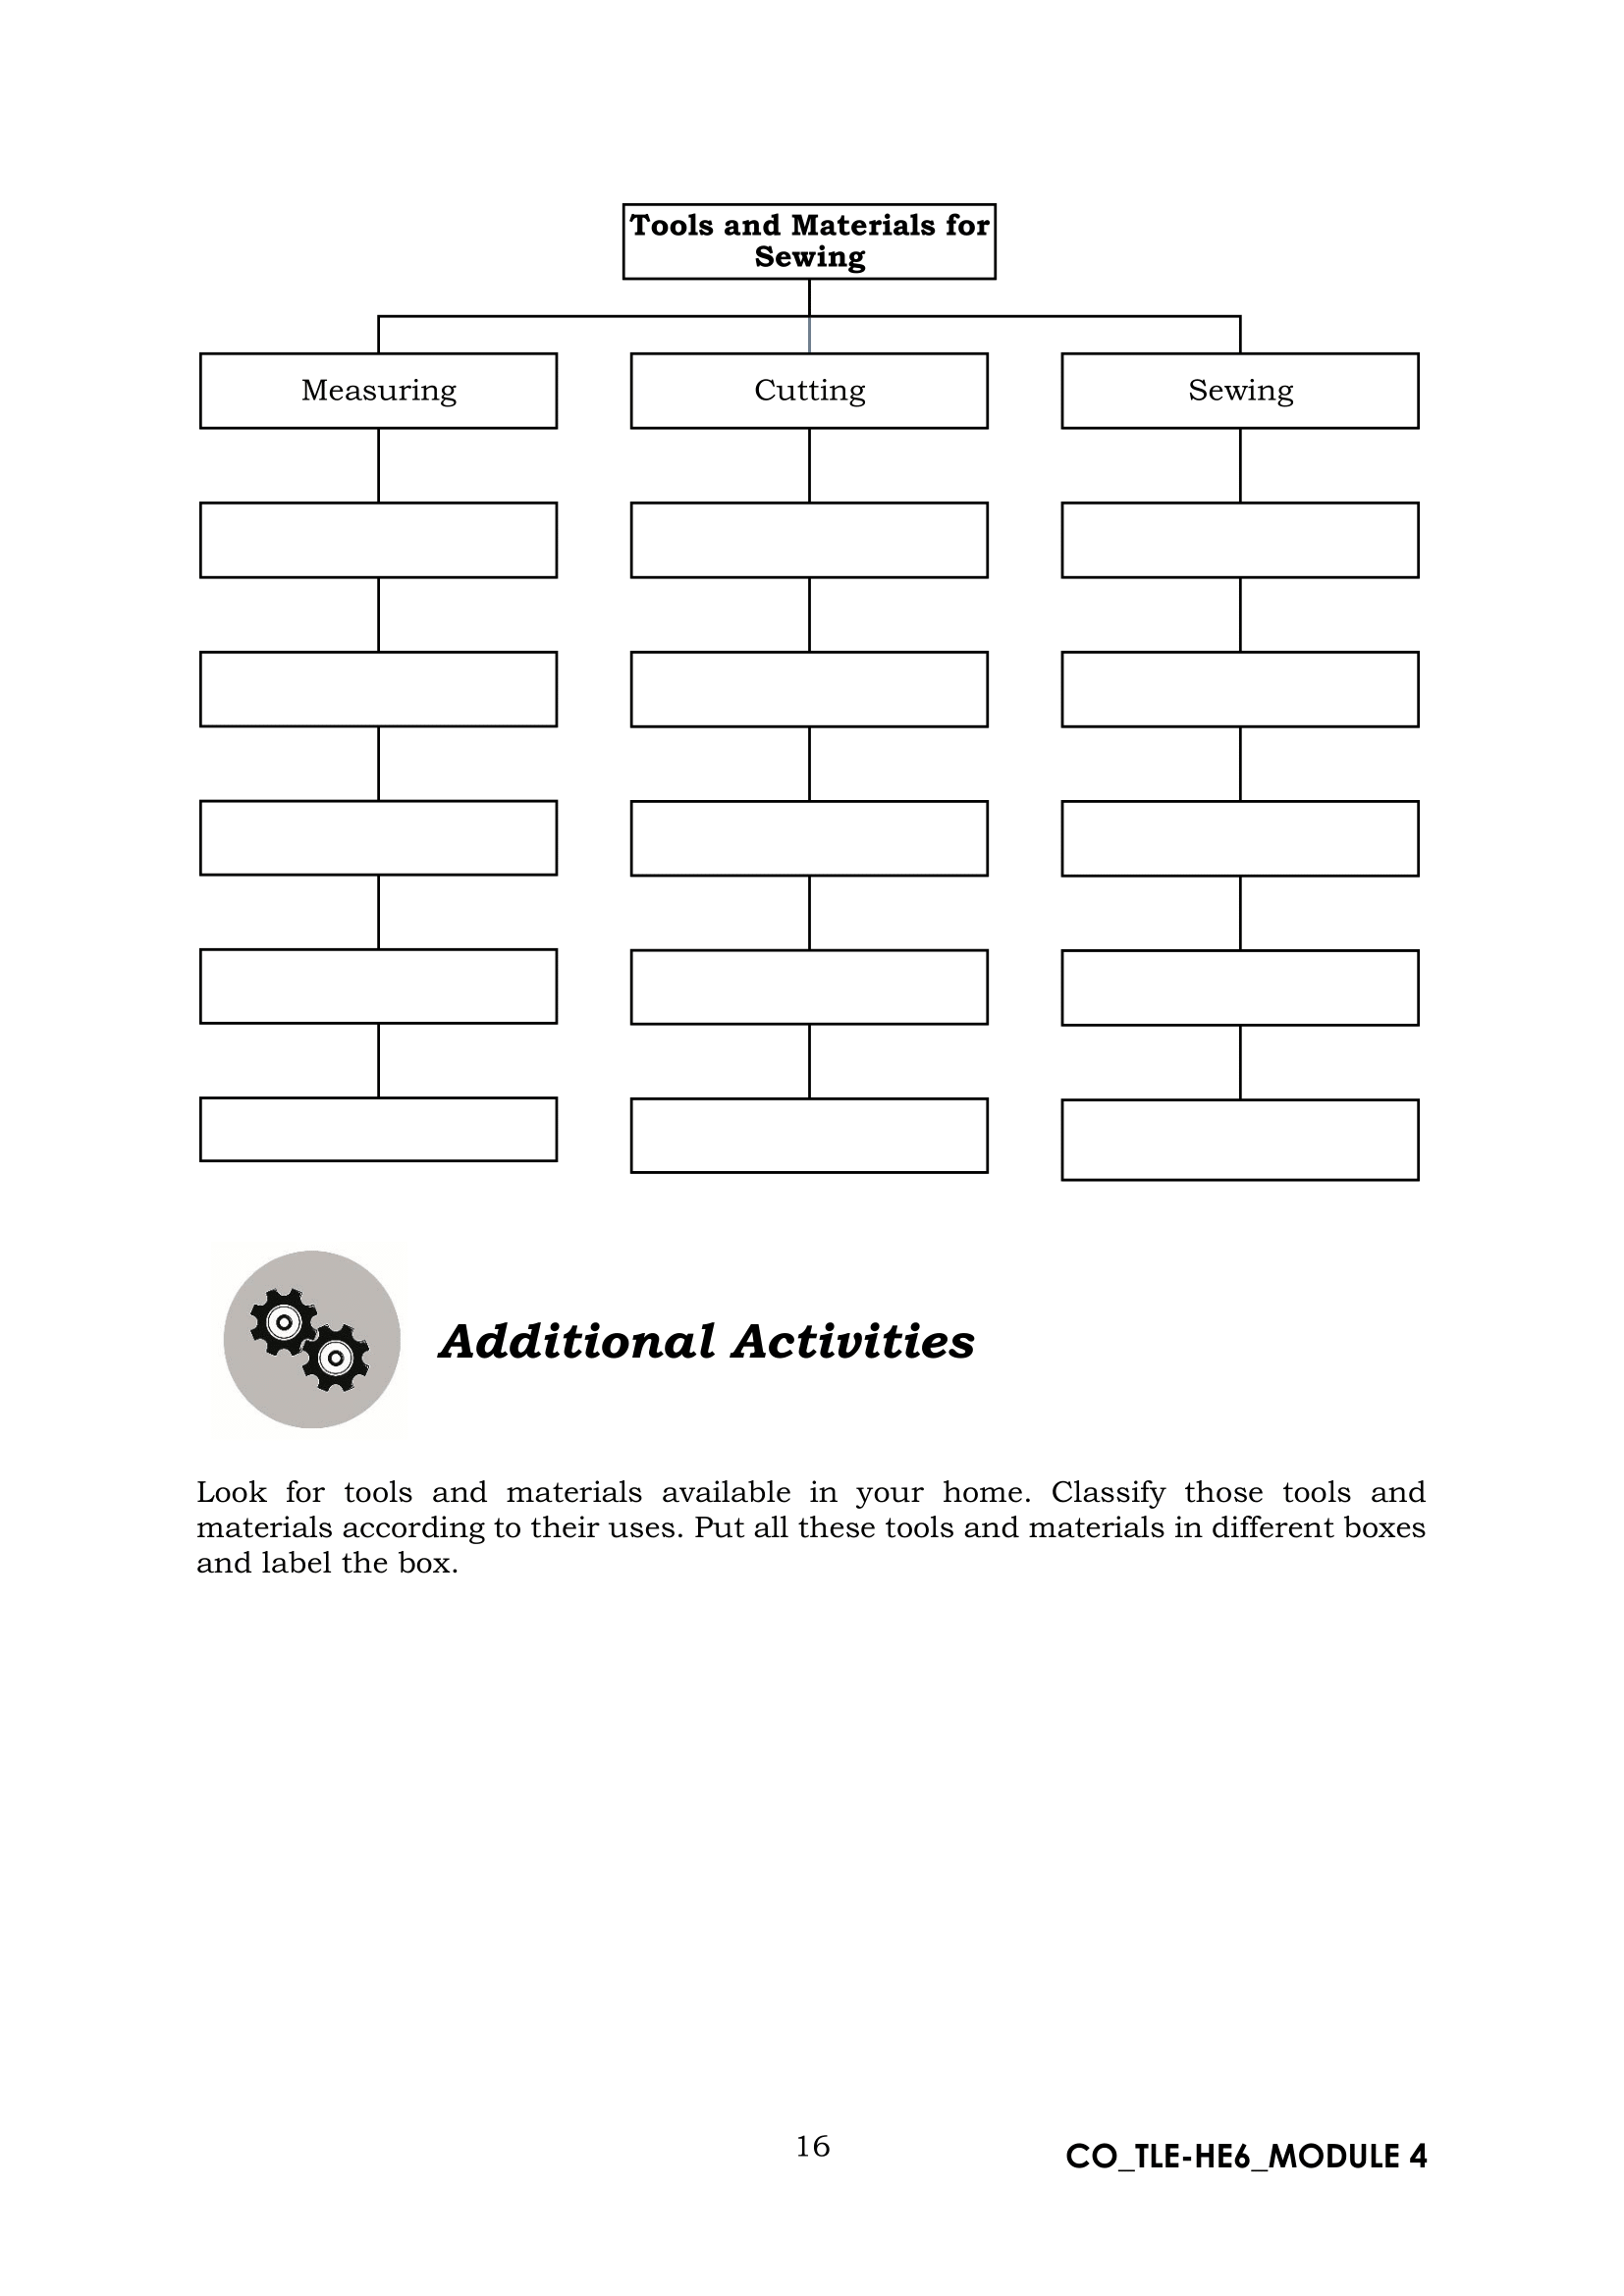 Tools and Materials for
Sewing
Measuring
Cutting
Sewing
Additional Activities
Look for tools and materials available in your home. Classify those tools and
materials according to their uses. Put all these tools and materials in different boxes
and label the box.
16
CO_TLE-HE6_MODULE 4